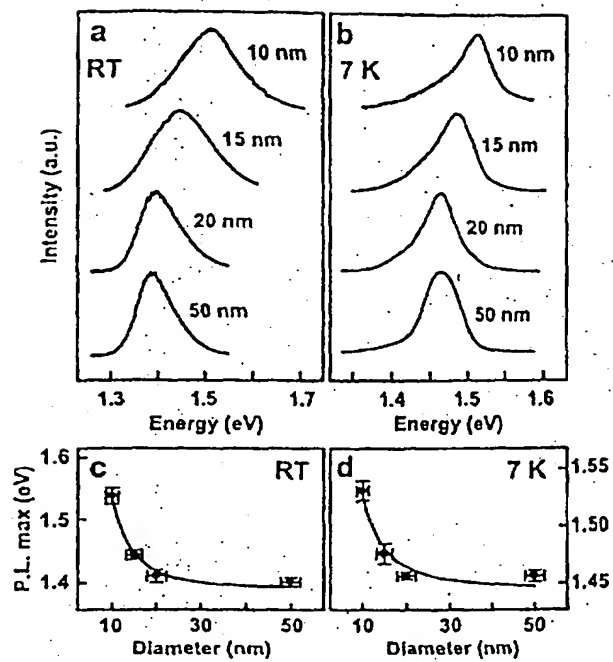 a
RT
10 nm
15 nm
20 nm
50 nm
Intensity (a.u.)
1.3 1.5 1.7
Energy (eV)
b
7 K
10 nm
15 nm
20 nm
50 nm
1.4 1.5 1.6
Energy (eV)
c
RT
1.6
1.5
1.4
P.L. max (eV)
10 30 50
Diameter (nm)
d
7 K
1.55
1.50
1.45
10 30 50
Diameter (nm)